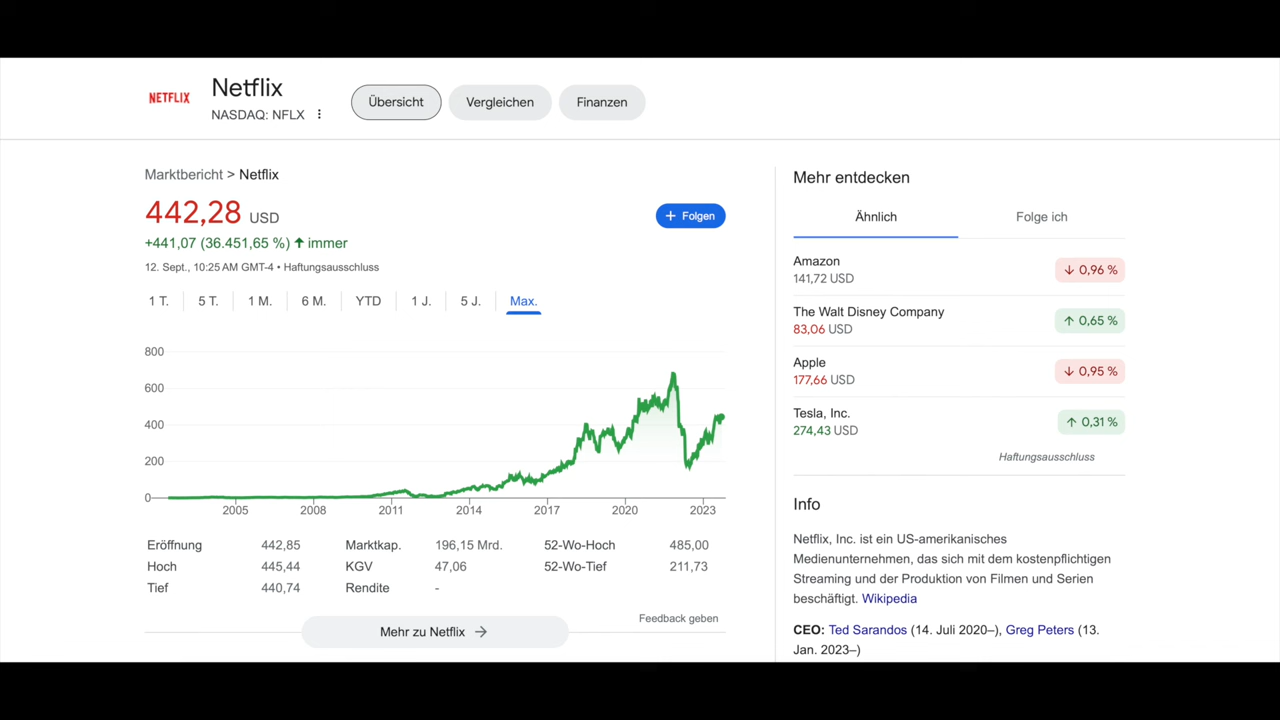 NETFLIX
Netflix
NASDAQ: NFLX
Übersicht
Vergleichen
Finanzen
Marktbericht > Netflix
442,28 USD
+ Folgen
+441,07 (36.451,65 %) ↑ immer
12. Sept., 10:25 AM GMT-4 • Haftungsausschluss
1 T.
5 T.
1 M.
6 M.
YTD
1 J.
5 J.
Max.
800
600
400
200
0
2005
2008
2011
2014
2017
2020
2023
Eröffnung 442,85
Hoch 445,44
Tief 440,74
Marktkap. 196,15 Mrd.
KGV 47,06
Rendite -
52-Wo-Hoch 485,00
52-Wo-Tief 211,73
Feedback geben
Mehr zu Netflix →
Mehr entdecken
Ähnlich
Folge ich
Amazon
141,72 USD
↓ 0,96 %
The Walt Disney Company
83,06 USD
↑ 0,65 %
Apple
177,66 USD
↓ 0,95 %
Tesla, Inc.
274,43 USD
↑ 0,31 %
Haftungsausschluss
Info
Netflix, Inc. ist ein US-amerikanisches
Medienunternehmen, das sich mit dem kostenpflichtigen
Streaming und der Produktion von Filmen und Serien
beschäftigt. Wikipedia
CEO: Ted Sarandos (14. Juli 2020–), Greg Peters (13.
Jan. 2023–)